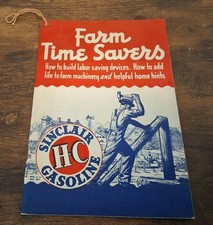 Farm
Time Savers
How to build labor saving devices. How to add
life to farm machinery and helpful home hints
SINCLAIR
H-C
GASOLINE